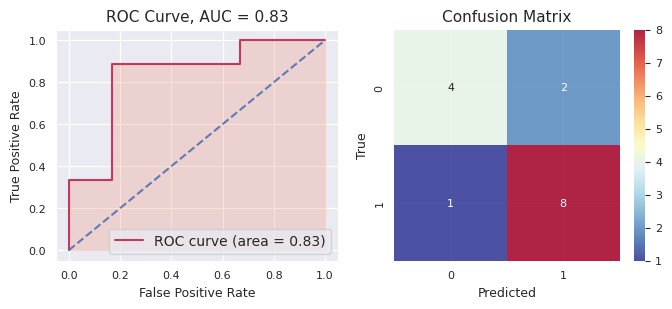 ROC Curve, AUC = 0.83
1.0
0.8
0.6
0.4
0.2
0.0
True Positive Rate
ROC curve (area = 0.83)
0.0 0.2 0.4 0.6 0.8 1.0
False Positive Rate
Confusion Matrix
True
0
1
4 2
1 8
0 1
Predicted
8
7
6
5
4
3
2
1